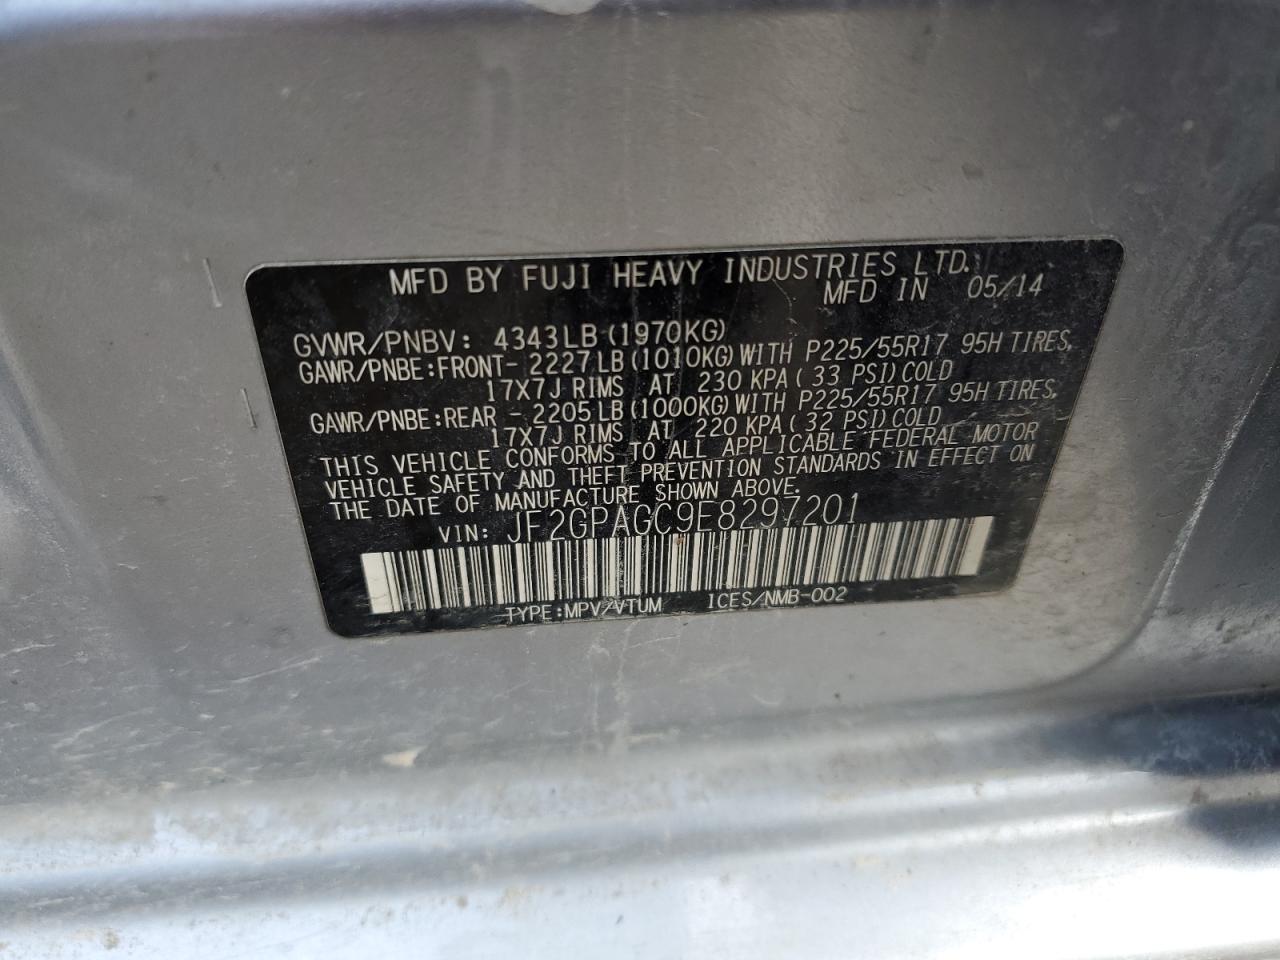 MFD BY FUJI HEAVY INDUSTRIES LTD.
MFD IN 05/14
GVWR/PNBV: 4343LB(1970KG)
GAWR/PNBE:FRONT-2227LB(1010KG)WITH P225/55R17 95H TIRES,
17X7J RIMS AT 230 KPA(33 PSI)COLD
GAWR/PNBE:REAR -2205LB(1000KG)WITH P225/55R17 95H TIRES,
17X7J RIMS AT 220 KPA(32 PSI)COLD
THIS VEHICLE CONFORMS TO ALL APPLICABLE FEDERAL MOTOR
VEHICLE SAFETY AND THEFT PREVENTION STANDARDS IN EFFECT ON
THE DATE OF MANUFACTURE SHOWN ABOVE.
VIN: JF2GPAGC9E8297201
TYPE:MPV/VTUM ICES/NMB-002